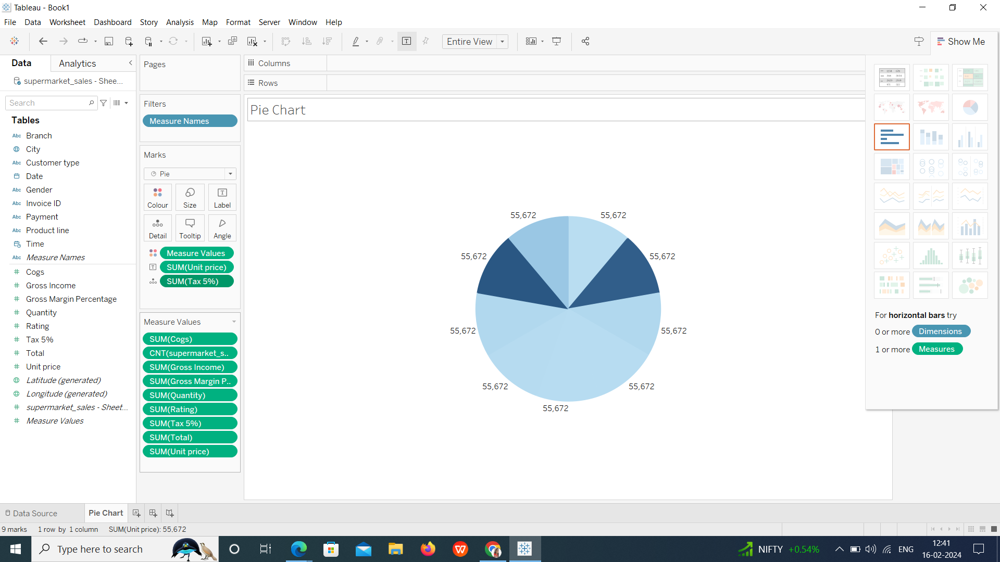 Tableau - Book1
File Data Worksheet Dashboard Story Analysis Map Format Server Window Help
Entire View
Show Me
Data Analytics
supermarket_sales - Shee...
Search
Tables
Branch
City
Customer type
Date
Gender
Invoice ID
Payment
Product line
Time
Measure Names
Cogs
Gross Income
Gross Margin Percentage
Quantity
Rating
Tax 5%
Total
Unit price
Latitude (generated)
Longitude (generated)
supermarket_sales - Sheet...
Measure Values
Pages
Filters
Measure Names
Marks
Pie
Colour Size Label
Detail Tooltip Angle
Measure Values
SUM(Unit price)
SUM(Tax 5%)
Measure Values
SUM(Cogs)
CNT(supermarket_s..
SUM(Gross Income)
SUM(Gross Margin P..
SUM(Quantity)
SUM(Rating)
SUM(Tax 5%)
SUM(Total)
SUM(Unit price)
Columns
Rows
Pie Chart
55,672 55,672
55,672 55,672
55,672 55,672
55,672 55,672
55,672
For horizontal bars try
0 or more Dimensions
1 or more Measures
Data Source Pie Chart
9 marks 1 row by 1 column SUM(Unit price): 55,672
Type here to search
NIFTY +0.54%
ENG
12:41
16-02-2024